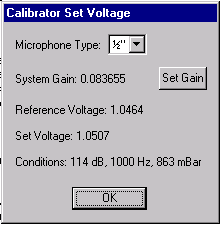 Calibrator Set Voltage
Microphone Type: ½"
System Gain: 0.083655 Set Gain
Reference Voltage: 1.0464
Set Voltage: 1.0507
Conditions: 114 dB, 1000 Hz, 863 mBar
OK